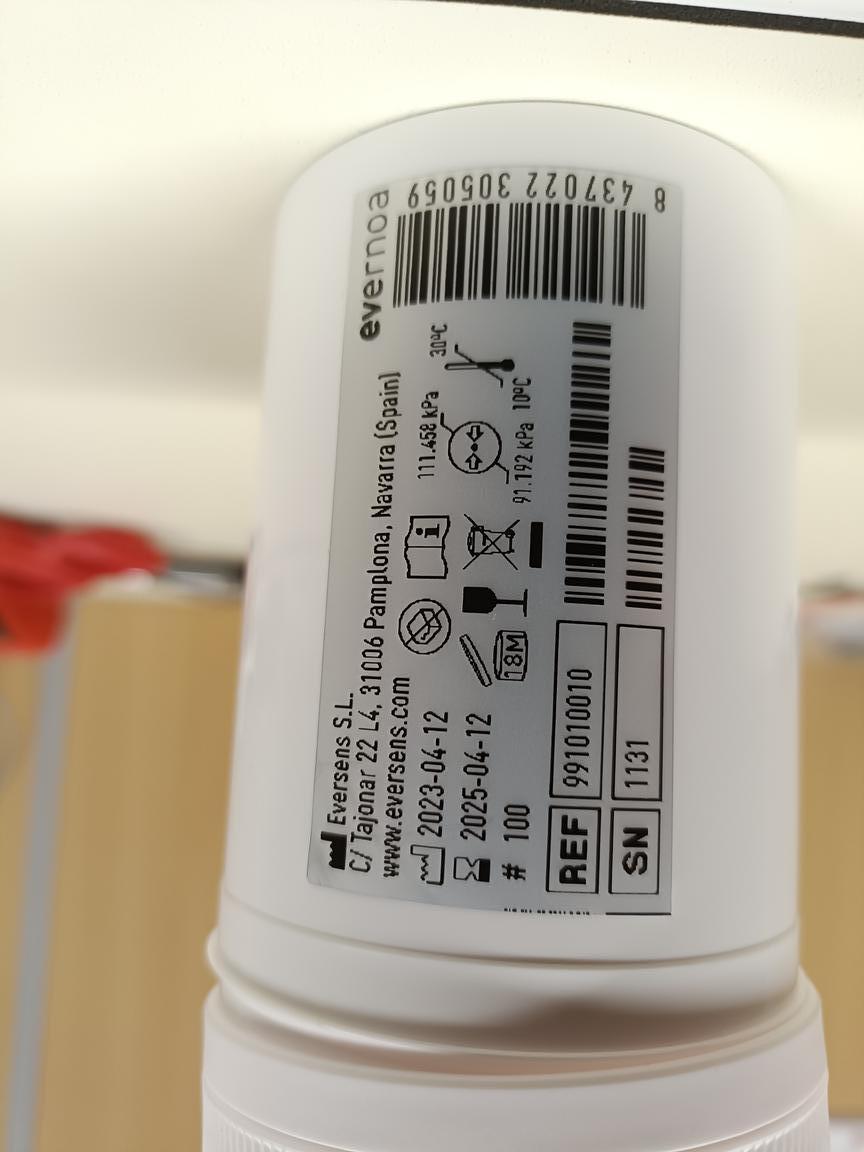 Eversens S.L.
C/ Tajonar 22 L4, 31006 Pamplona, Navarra (Spain)
www.eversens.com
evernoa
2023-04-12
2025-04-12
# 100
18M
111.458 kPa
91.192 kPa
30ºC
10ºC
REF 991010010
SN 1131
8 437022 305059